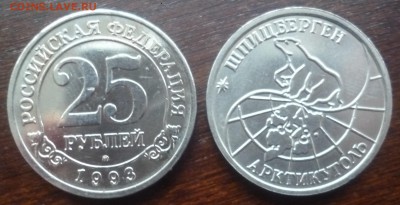 COINS.LAVE.RU
РОССИЙСКАЯ ФЕДЕРАЦИЯ
25
РУБЛЕЙ
1993
ШПИЦБЕРГЕН
АРКТИКУГОЛЬ